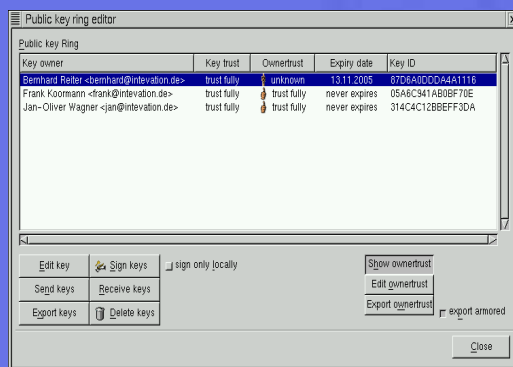 Public key ring editor
Public key Ring
Key owner Key trust Ownertrust Expiry date Key ID
Bernhard Reiter <bernhard@intevation.de> trust fully unknown 13.11.2005 87D6A0DDDA4A1116
Frank Koormann <frank@intevation.de> trust fully trust fully never expires 05A6C941AB0BF70E
Jan-Oliver Wagner <jan@intevation.de> trust fully trust fully never expires 314C4C12BBEFF3DA
Edit key Sign keys sign only locally Show ownertrust
Send keys Receive keys Edit ownertrust
Export keys Delete keys Export ownertrust export armored
Close